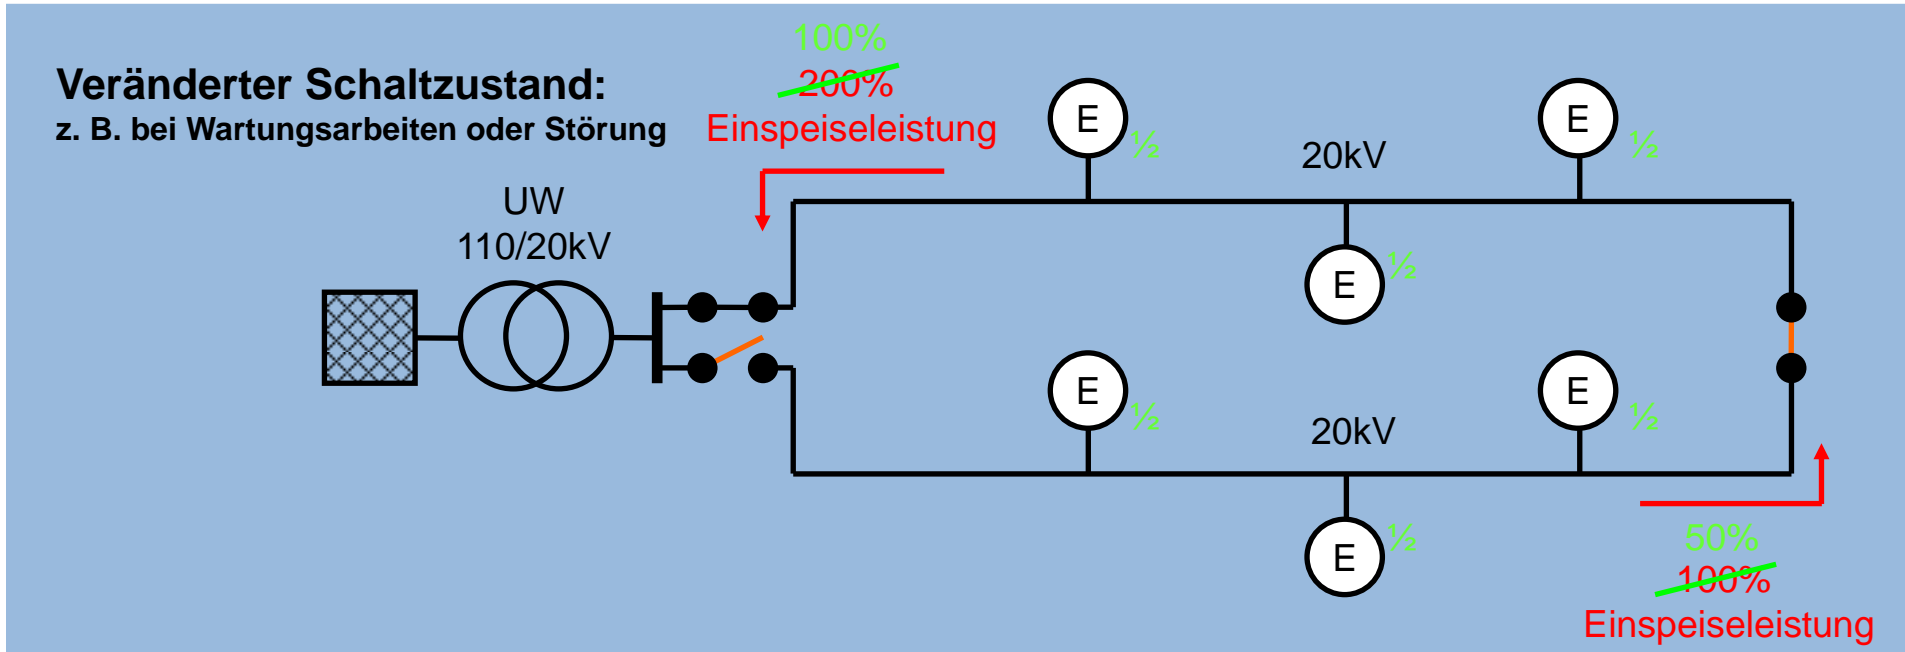 Veränderter Schaltzustand:
z. B. bei Wartungsarbeiten oder Störung
100%
200%
Einspeiseleistung
UW
110/20kV
E
½
E
½
20kV
E
½
E
½
E
½
20kV
E
½
50%
100%
Einspeiseleistung